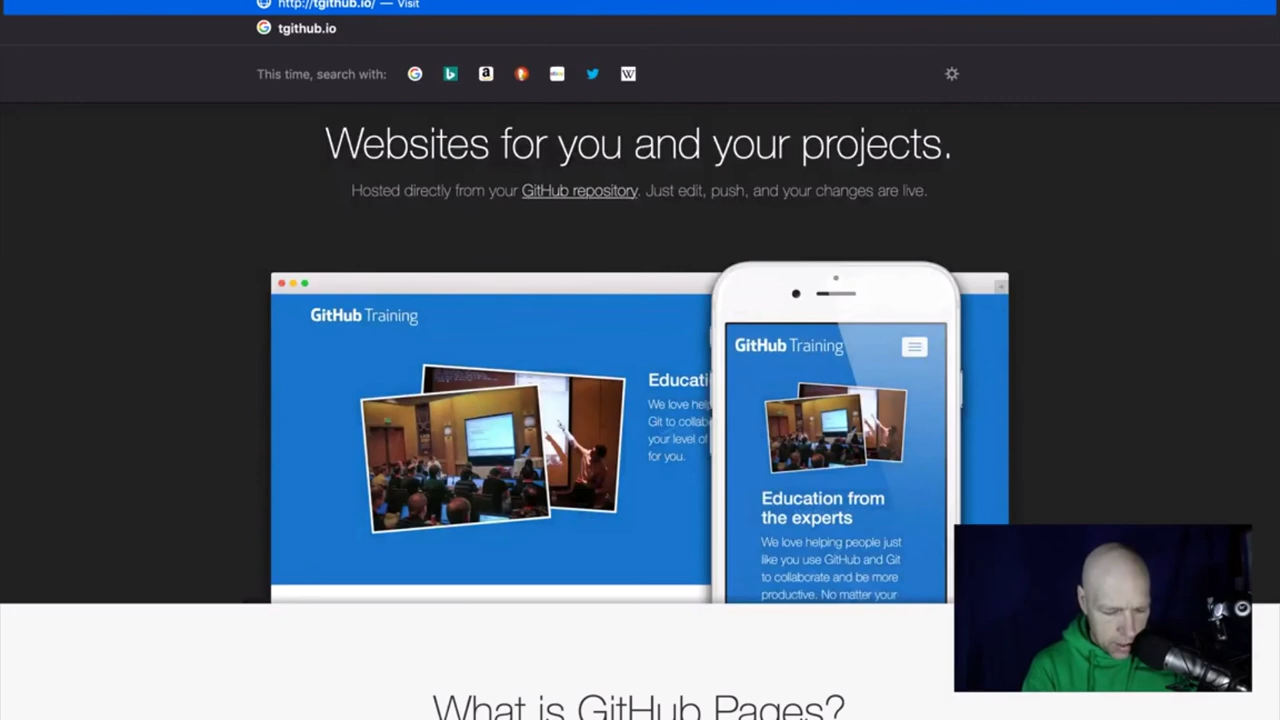 http://tgithub.io/ — Visit
tgithub.io
This time, search with:
Websites for you and your projects.
Hosted directly from your GitHub repository. Just edit, push, and your changes are live.
GitHub Training
Educati
We love help
Git to collab
your level of
for you.
GitHub Training
Education from
the experts
We love helping people just
like you use GitHub and Git
to collaborate and be more
productive. No matter your
What is GitHub Pages?